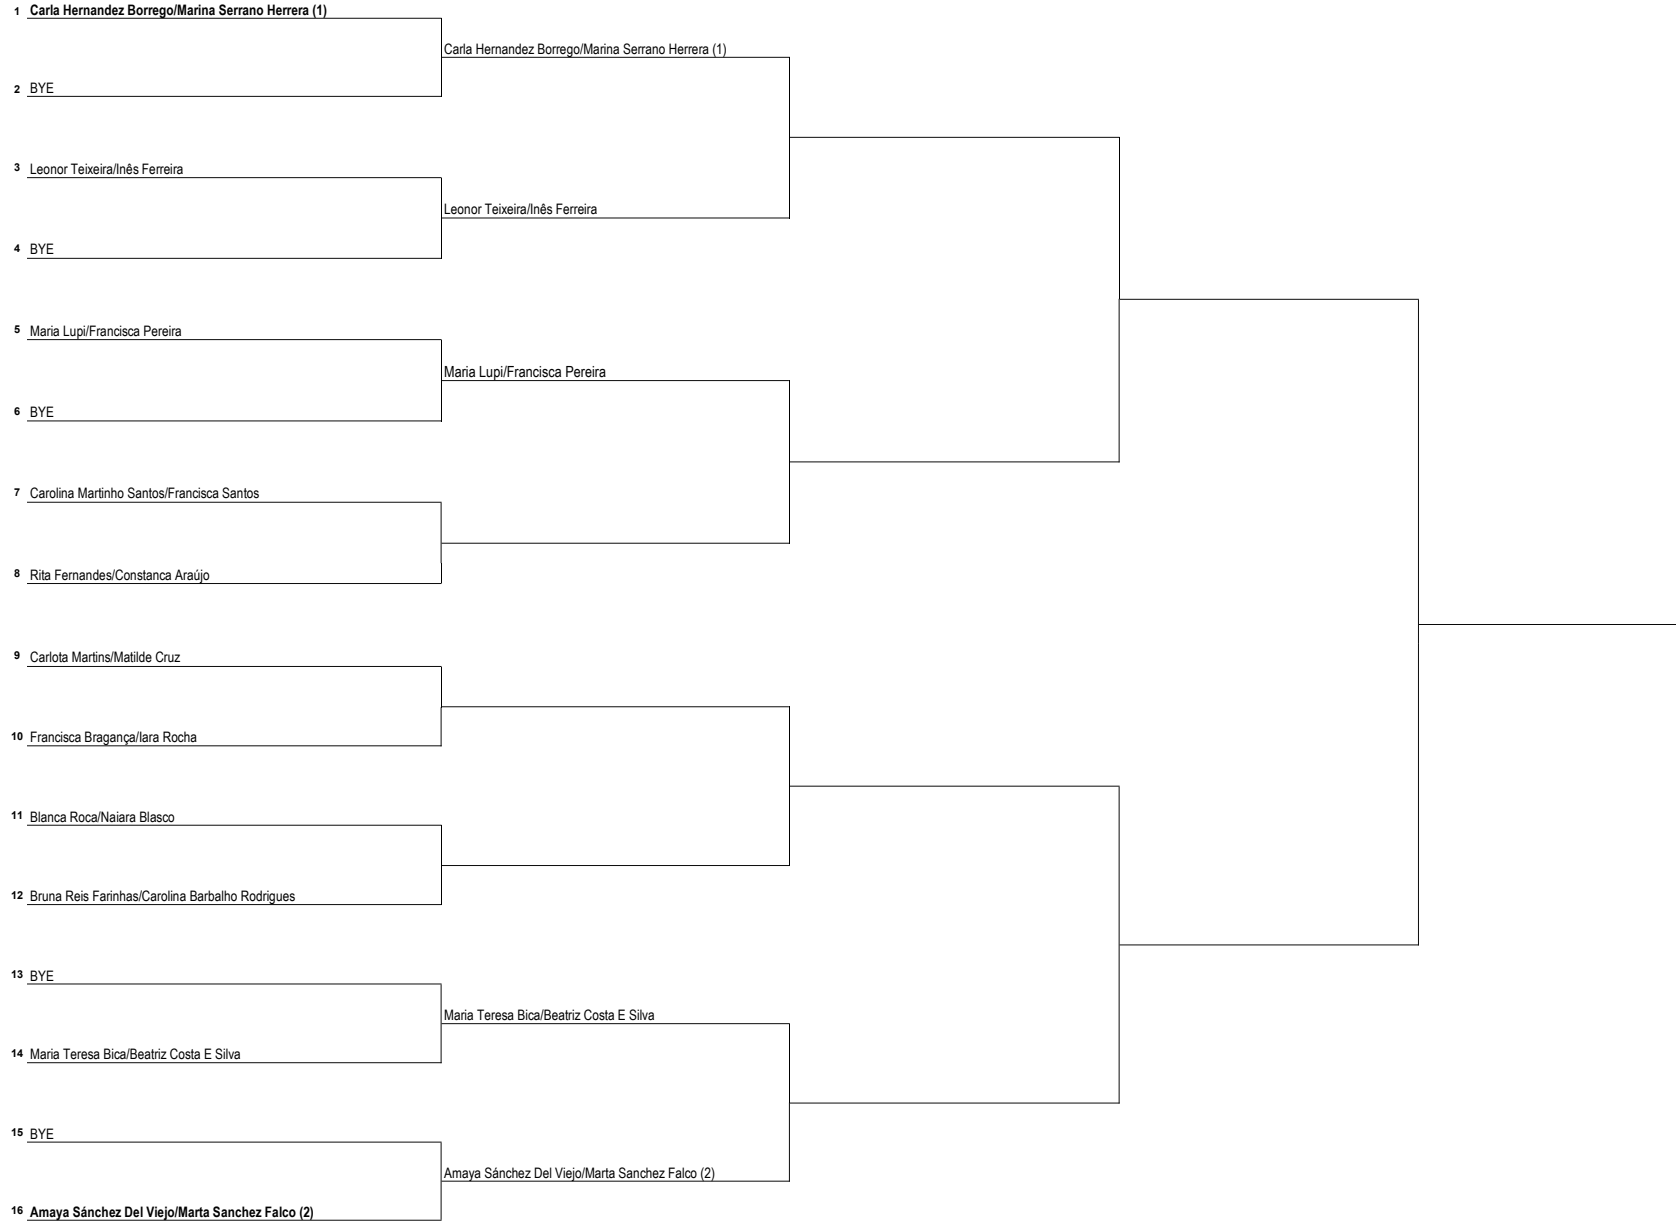 1 Carla Hernandez Borrego/Marina Serrano Herrera (1)
Carla Hernandez Borrego/Marina Serrano Herrera (1)
2 BYE
3 Leonor Teixeira/Inês Ferreira
Leonor Teixeira/Inês Ferreira
4 BYE
5 Maria Lupi/Francisca Pereira
Maria Lupi/Francisca Pereira
6 BYE
7 Carolina Martinho Santos/Francisca Santos
8 Rita Fernandes/Constanca Araújo
9 Carlota Martins/Matilde Cruz
10 Francisca Bragança/Iara Rocha
11 Blanca Roca/Naiara Blasco
12 Bruna Reis Farinhas/Carolina Barbalho Rodrigues
13 BYE
Maria Teresa Bica/Beatriz Costa E Silva
14 Maria Teresa Bica/Beatriz Costa E Silva
15 BYE
Amaya Sánchez Del Viejo/Marta Sanchez Falco (2)
16 Amaya Sánchez Del Viejo/Marta Sanchez Falco (2)